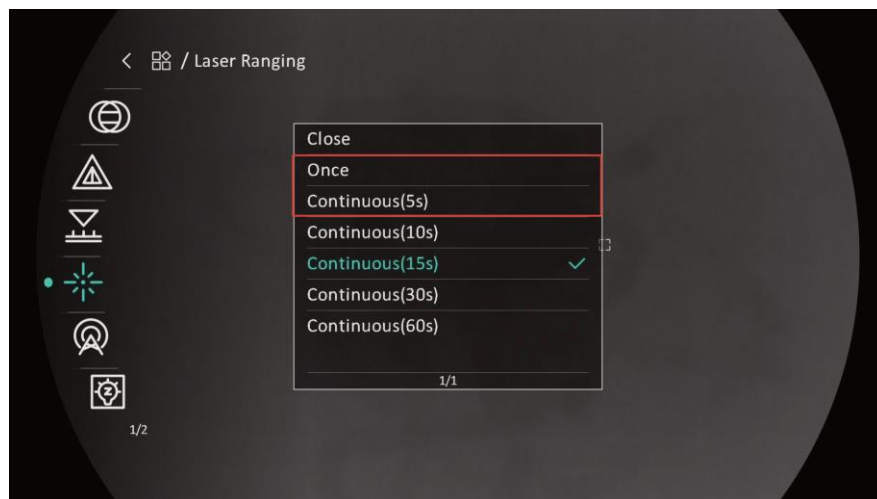 / Laser Ranging
Close
Once
Continuous(5s)
Continuous(10s)
Continuous(15s)
Continuous(30s)
Continuous(60s)
1/1
1/2